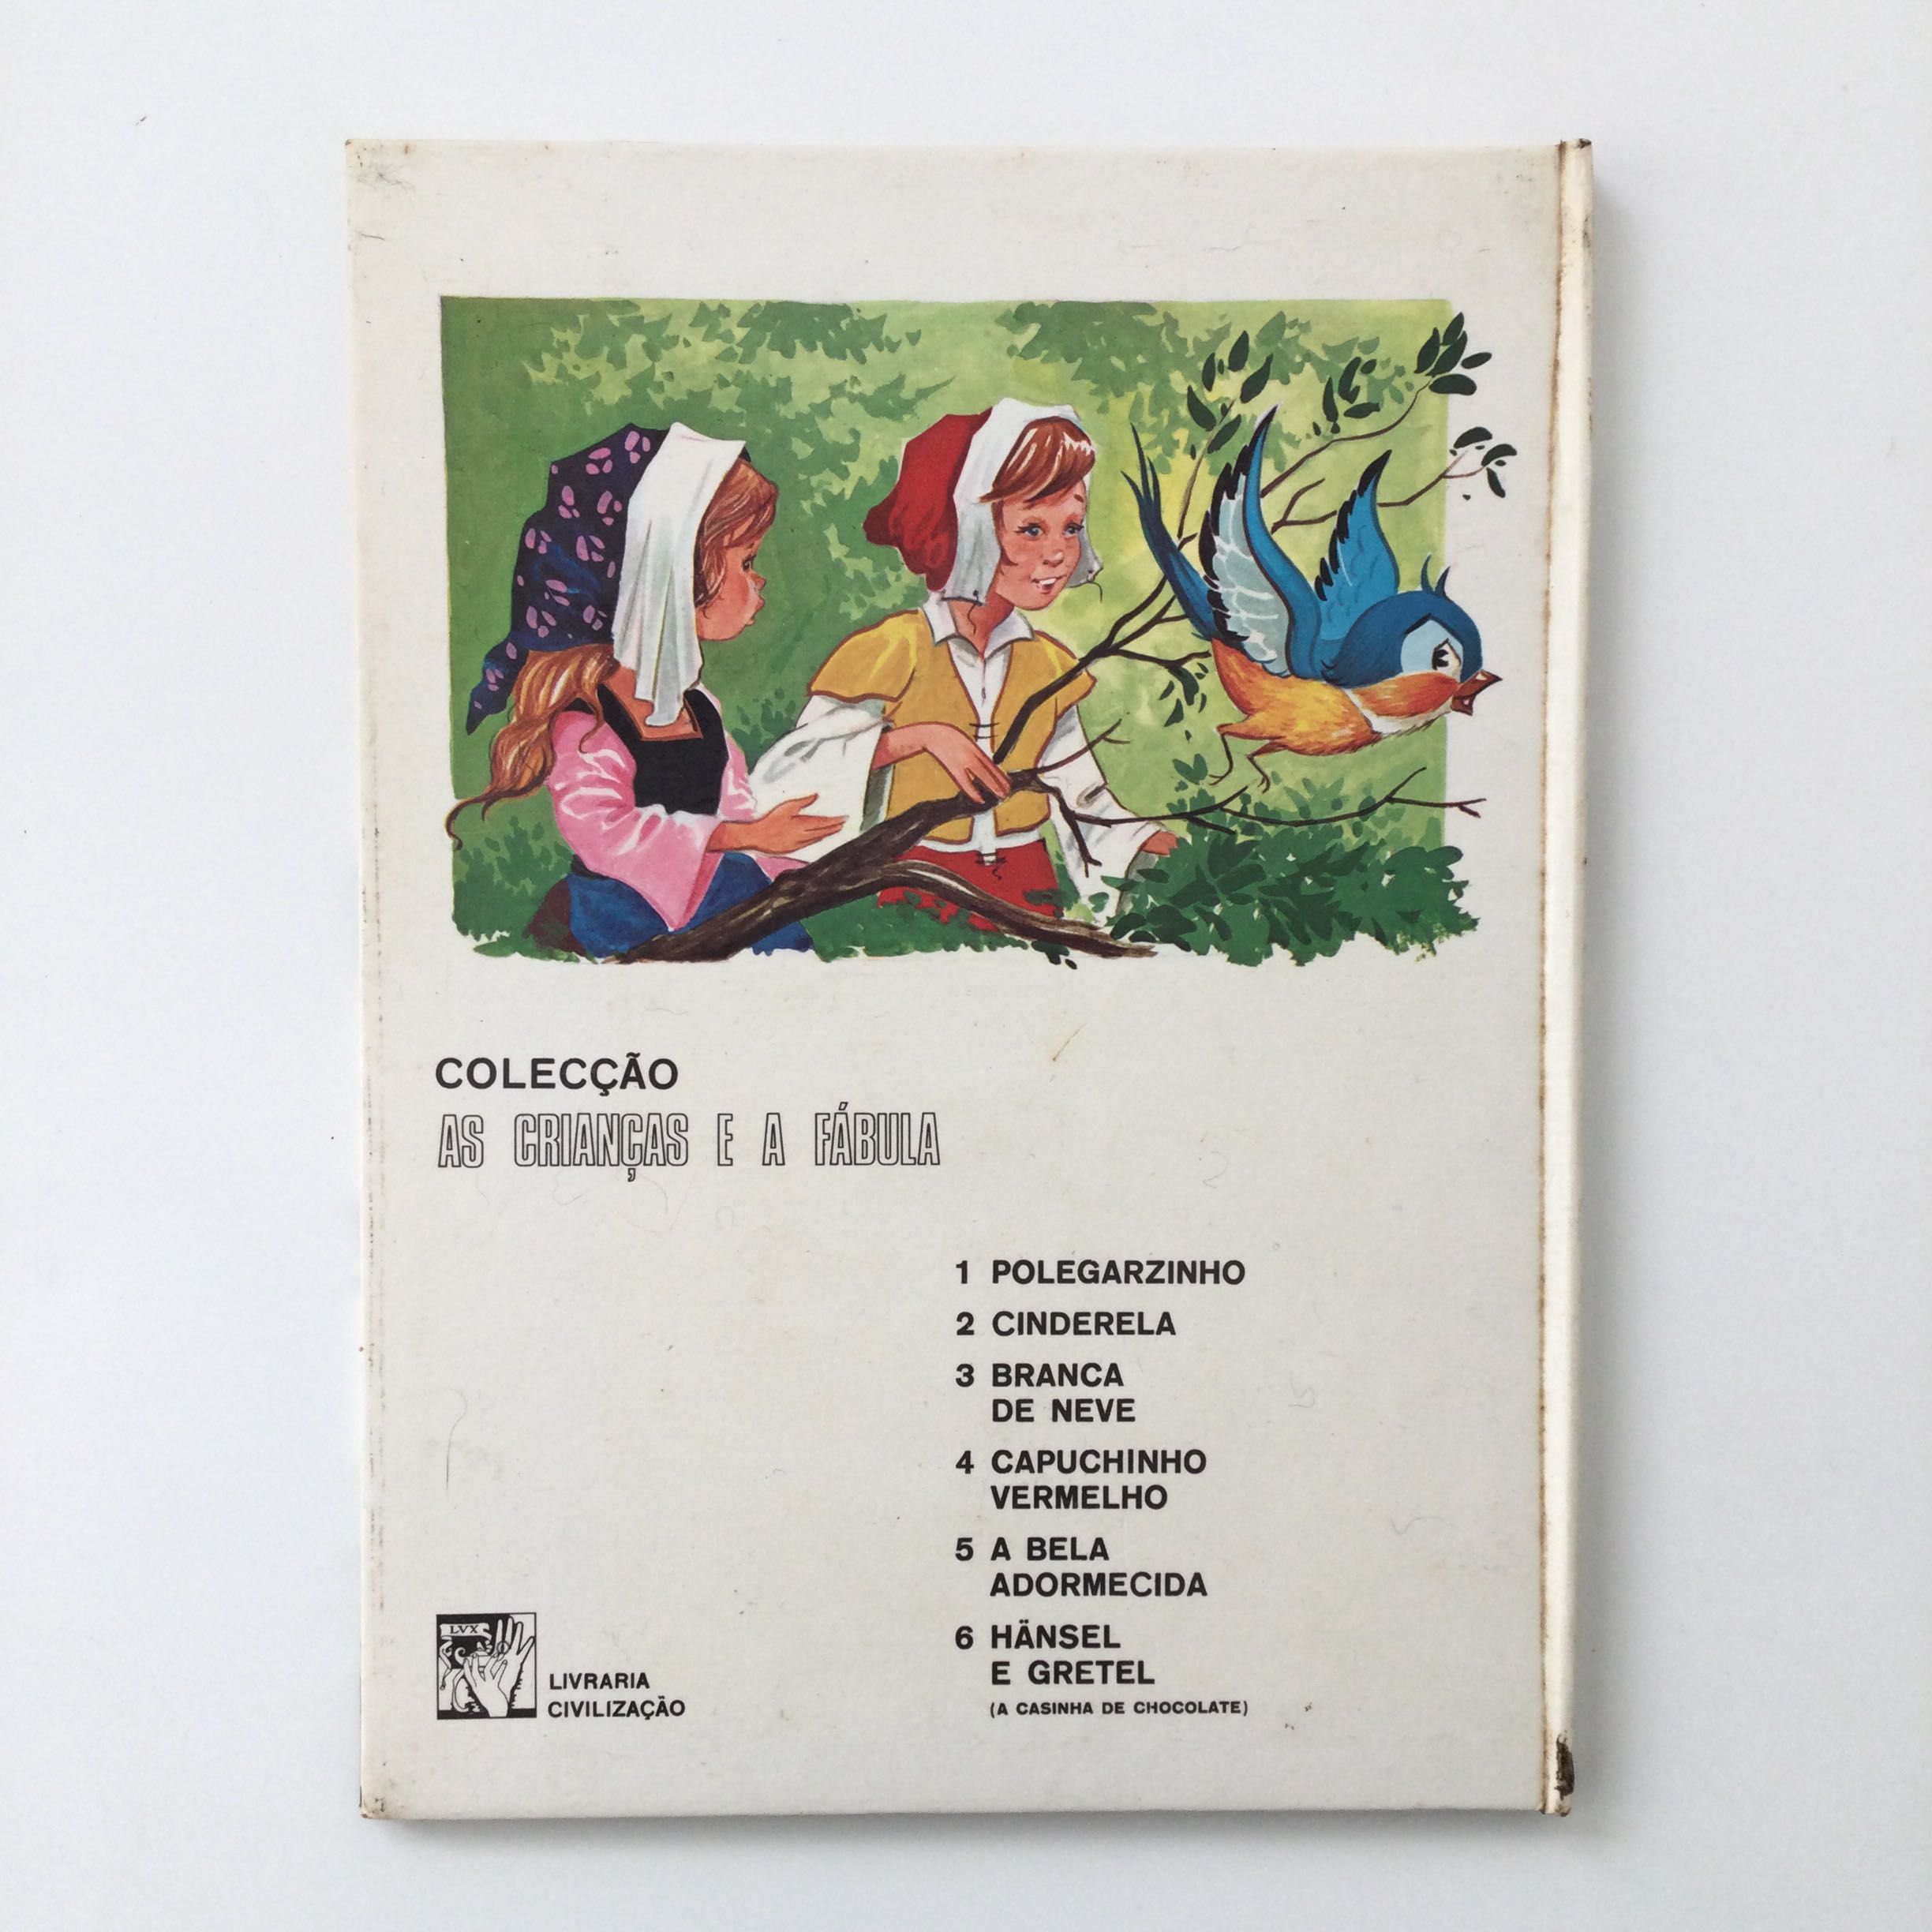 COLECÇÃO
AS CRIANÇAS E A FÁBULA
1 POLEGARZINHO
2 CINDERELA
3 BRANCA
DE NEVE
4 CAPUCHINHO
VERMELHO
5 A BELA
ADORMECIDA
6 HÄNSEL
E GRETEL
(A CASINHA DE CHOCOLATE)
LVX
LIVRARIA
CIVILIZAÇÃO